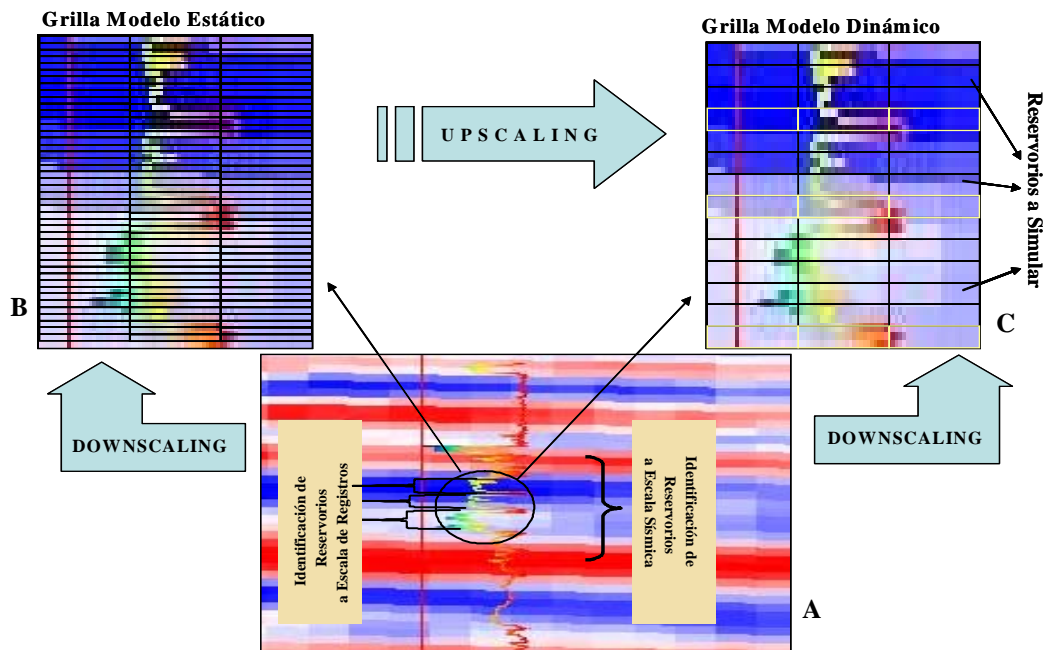 Grilla Modelo Estático
Grilla Modelo Dinámico
UPSCALING
Reservorios a Simular
B
C
DOWNSCALING
DOWNSCALING
Identificación de
Reservorios
a Escala de Registros
Identificación de
Reservorios
a Escala Sísmica
A